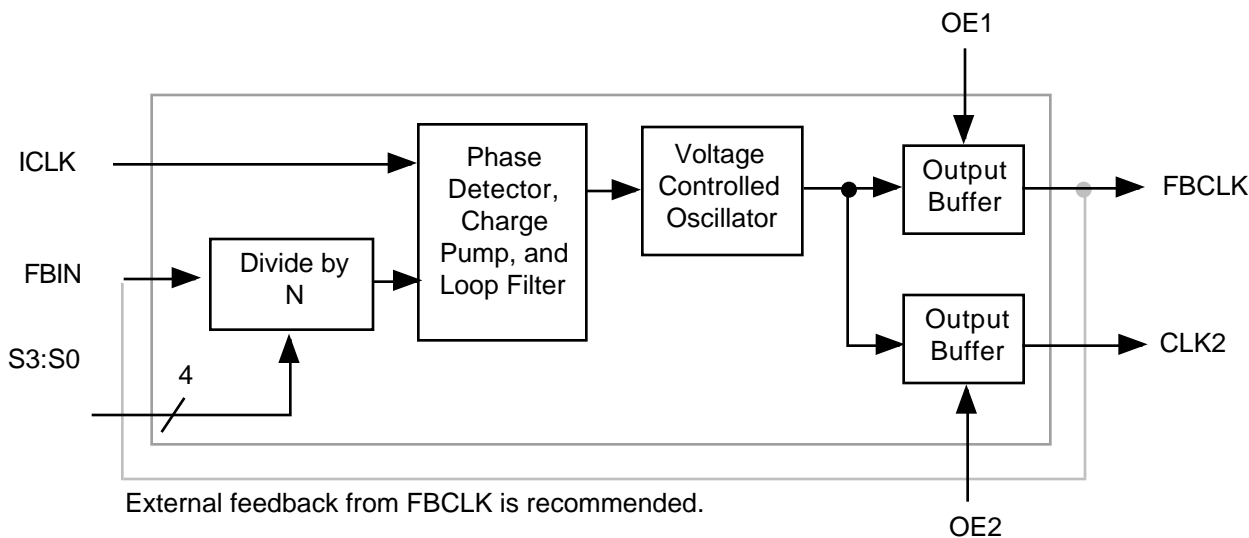 OE1
ICLK
Phase
Detector,
Charge
Pump, and
Loop Filter
Voltage
Controlled
Oscillator
Output
Buffer
FBCLK
FBIN
Divide by
N
S3:S0
4
Output
Buffer
CLK2
External feedback from FBCLK is recommended.
OE2